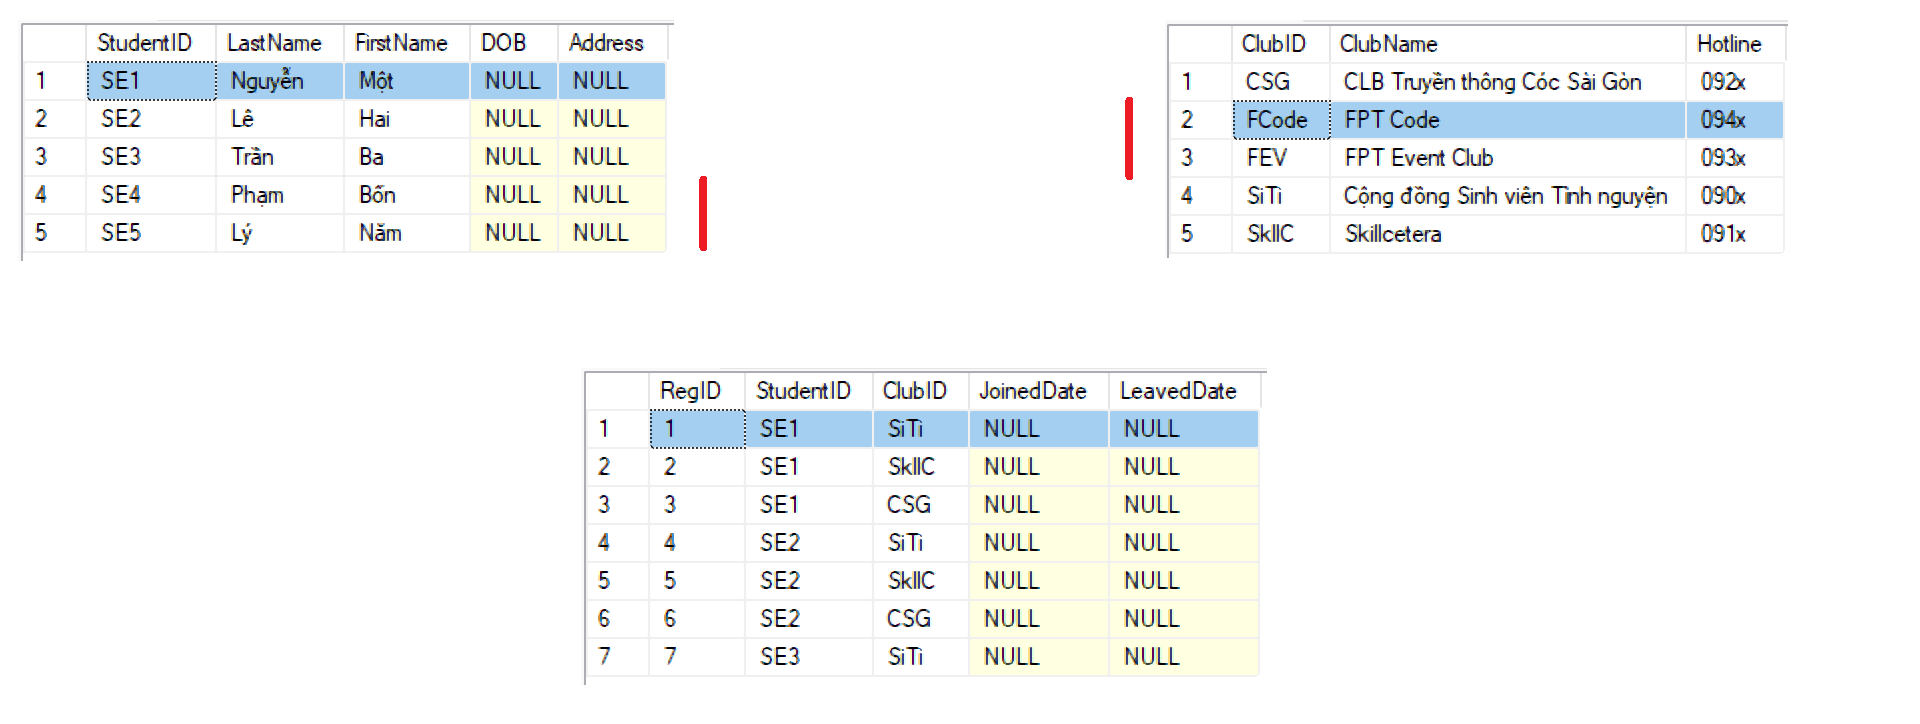 StudentID LastName FirstName DOB Address
1 SE1 Nguyễn Một NULL NULL
2 SE2 Lê Hai NULL NULL
3 SE3 Trần Ba NULL NULL
4 SE4 Phạm Bốn NULL NULL
5 SE5 Lý Năm NULL NULL
ClubID ClubName Hotline
1 CSG CLB Truyền thông Cóc Sài Gòn 092x
2 FCode FPT Code 094x
3 FEV FPT Event Club 093x
4 SiTi Cộng đồng Sinh viên Tình nguyện 090x
5 SkllC Skillcetera 091x
RegID StudentID ClubID JoinedDate LeavedDate
1 1 SE1 SiTi NULL NULL
2 2 SE1 SkllC NULL NULL
3 3 SE1 CSG NULL NULL
4 4 SE2 SiTi NULL NULL
5 5 SE2 SkllC NULL NULL
6 6 SE2 CSG NULL NULL
7 7 SE3 SiTi NULL NULL